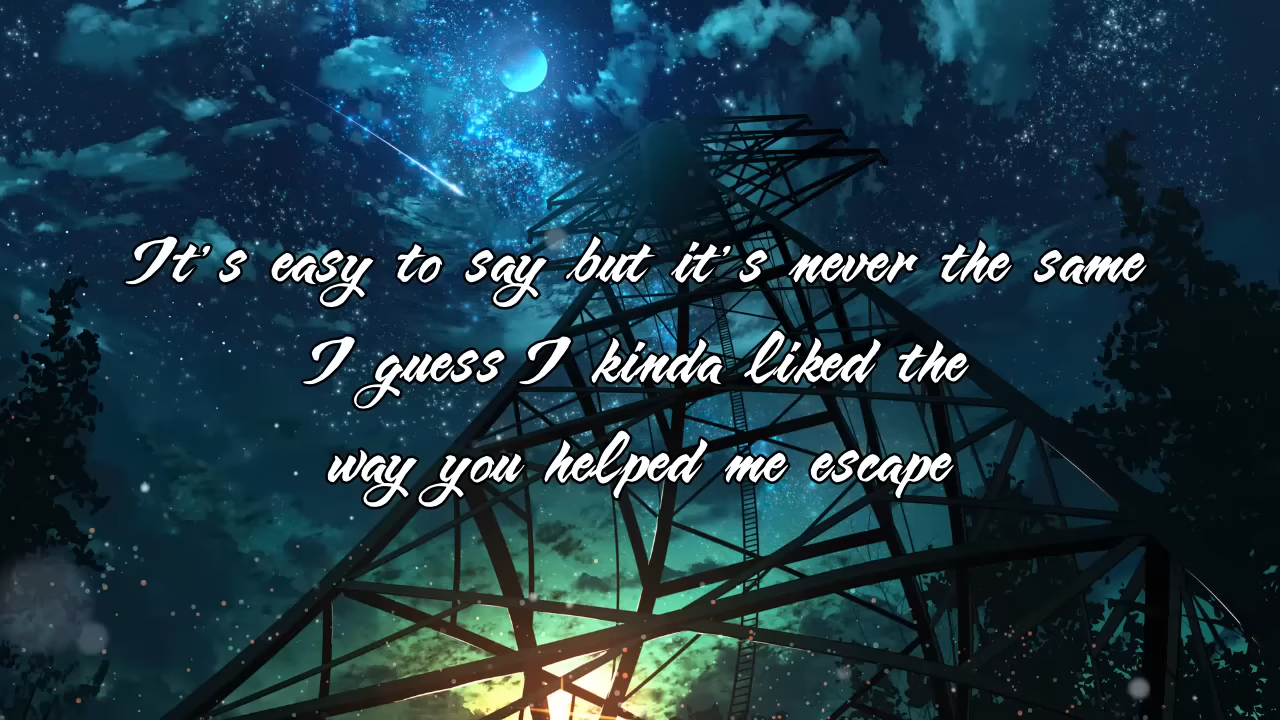 It's easy to say but it's never the same
I guess I kinda liked the
way you helped me escape